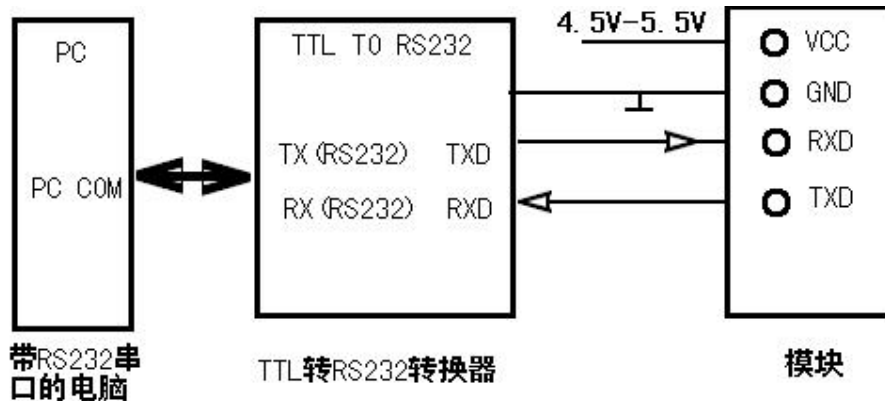 PC
PC COM
带RS232串
口的电脑
TTL TO RS232
TX(RS232) TXD
RX(RS232) RXD
TTL转RS232转换器
4.5V-5.5V
VCC
GND
RXD
TXD
模块